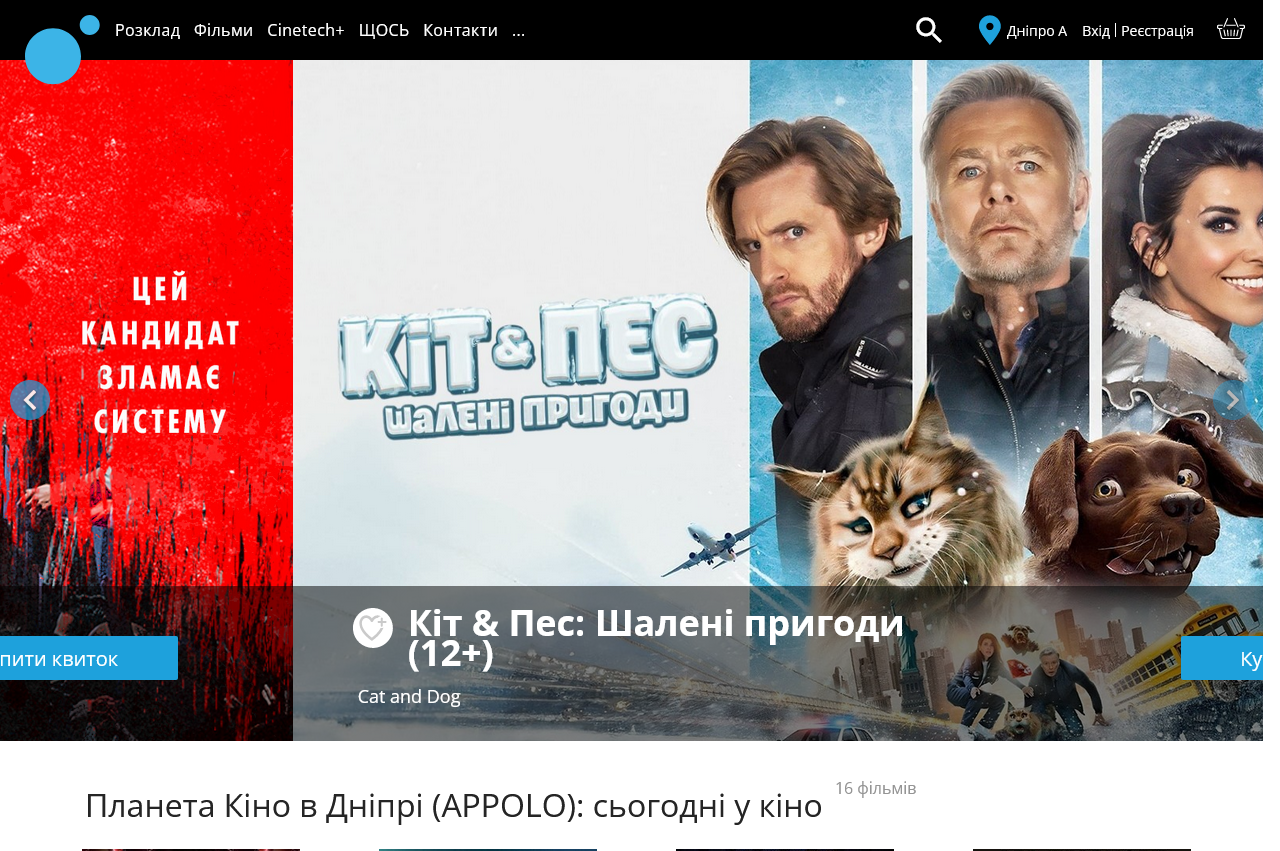 Розклад Фільми Cinetech+ ЩОСЬ Контакти ...
Дніпро А Вхід | Реєстрація
ЦЕЙ
КАНДИДАТ
ЗЛАМАЄ
СИСТЕМУ
КІТ & ПЕС
ШАЛЕНІ ПРИГОДИ
Кіт & Пес: Шалені пригоди
(12+)
Cat and Dog
пити квиток
Ку
Планета Кіно в Дніпрі (APPOLO): сьогодні у кіно
16 фільмів